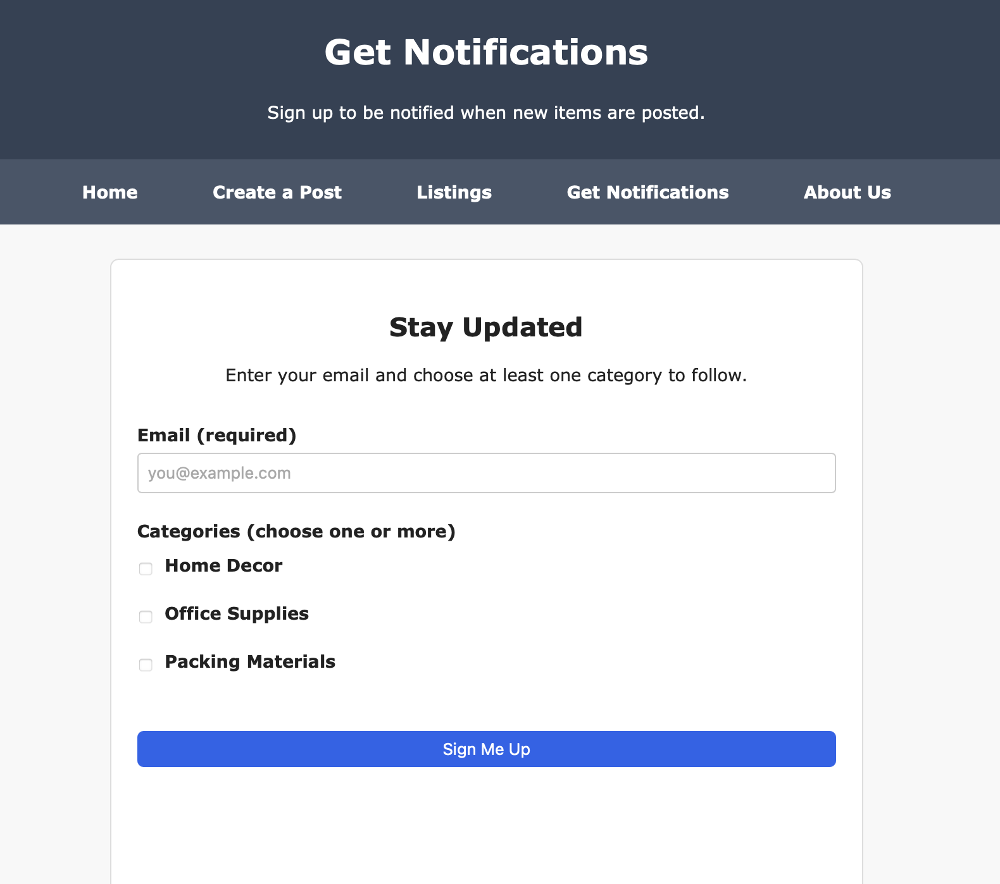 Get Notifications
Sign up to be notified when new items are posted.
Home Create a Post Listings Get Notifications About Us
Stay Updated
Enter your email and choose at least one category to follow.
Email (required)
you@example.com
Categories (choose one or more)
Home Decor
Office Supplies
Packing Materials
Sign Me Up